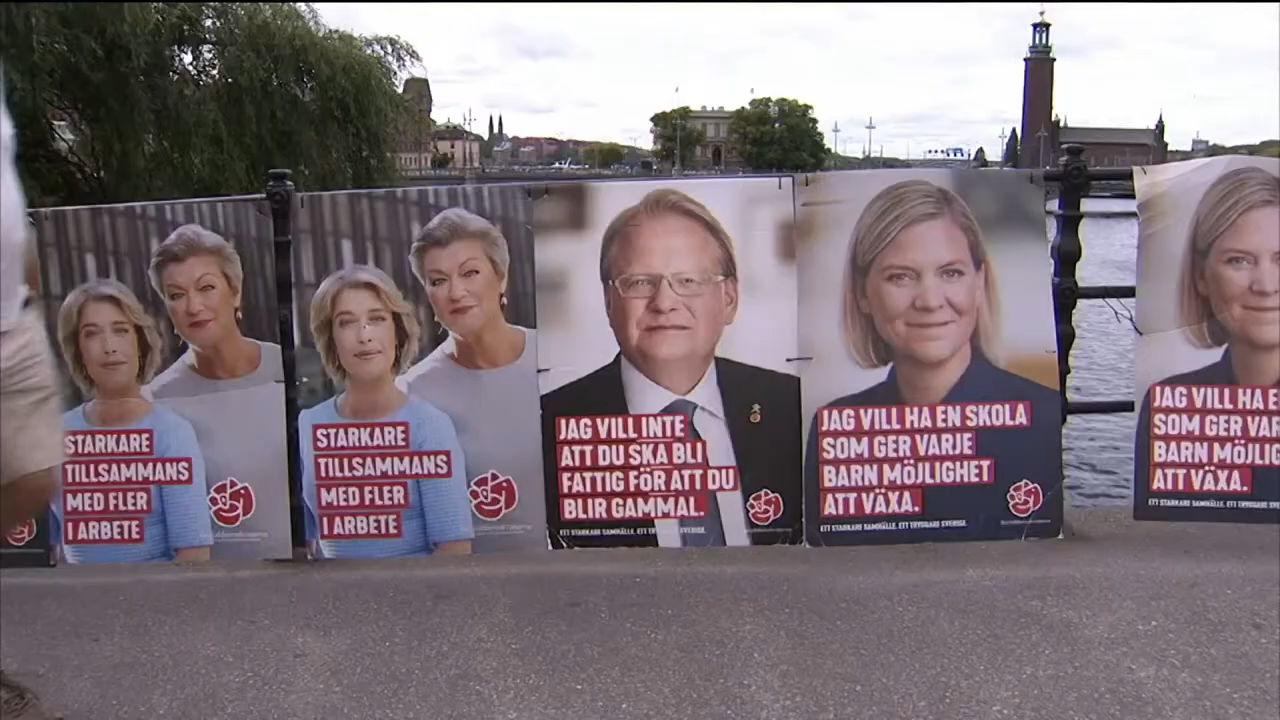 STARKARE
TILLSAMMANS
MED FLER
I ARBETE
STARKARE
TILLSAMMANS
MED FLER
I ARBETE
JAG VILL INTE
ATT DU SKA BLI
FATTIG FÖR ATT DU
BLIR GAMMAL.
ETT STARKARE SAMHÄLLE. ETT TRYGGARE SVERIGE.
JAG VILL HA EN SKOLA
SOM GER VARJE
BARN MÖJLIGHET
ATT VÄXA.
ETT STARKARE SAMHÄLLE. ETT TRYGGARE SVERIGE.
JAG VILL HA E
SOM GER VAR
BARN MÖJLIG
ATT VÄXA.
ETT STARKARE SAMHÄLLE. ETT TRYGGARE SVERIGE.